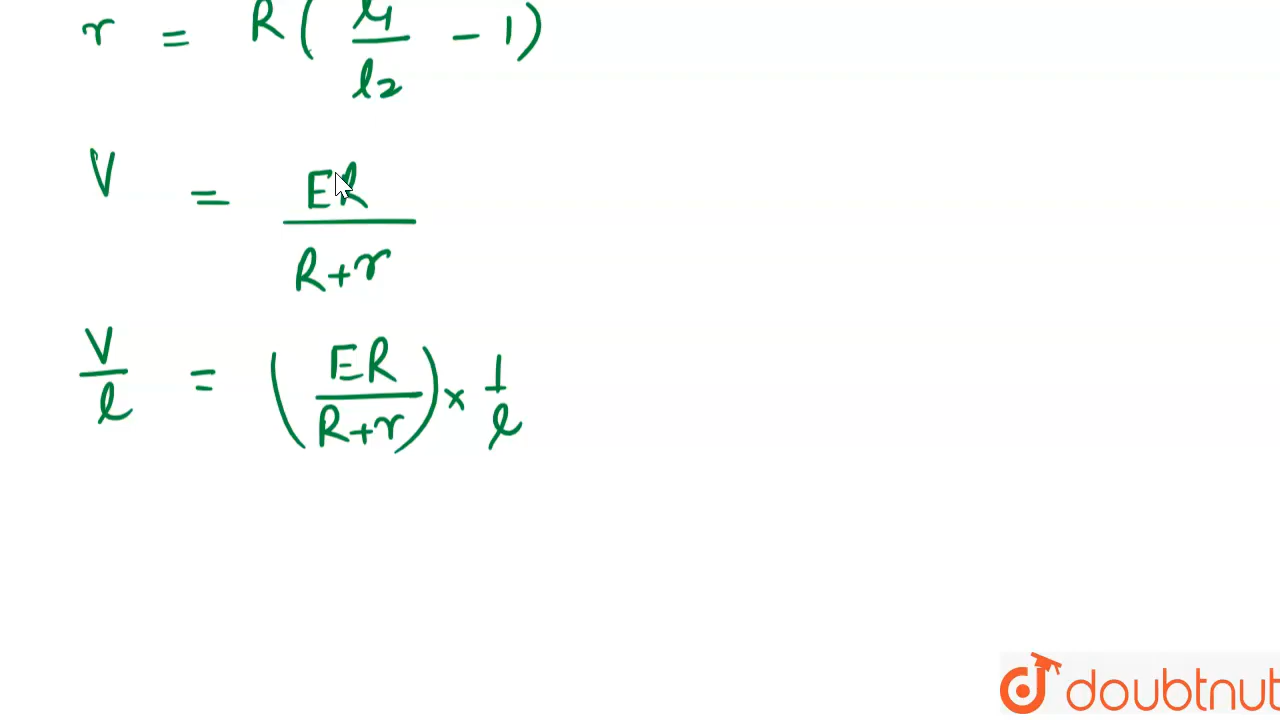 r = R ( l1/l2 - 1 )
V = ER/R+r
V/l = ( ER/R+r ) × 1/l
doubtnut